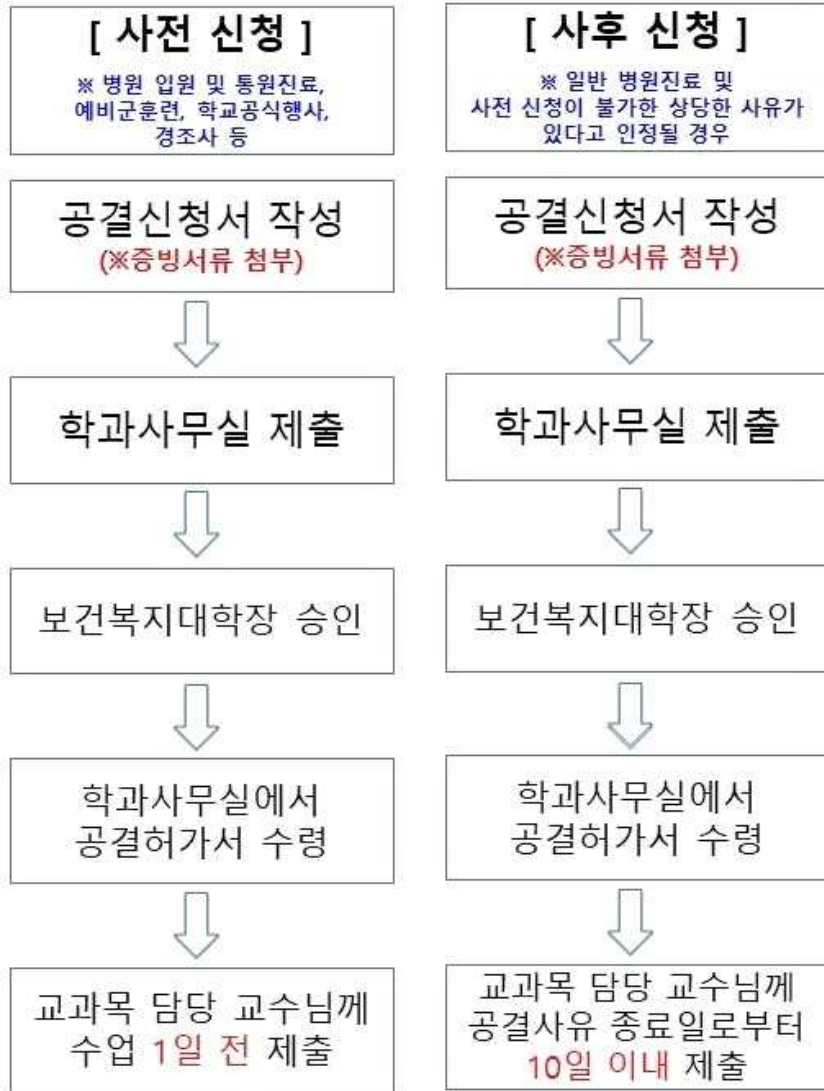 [ 사전 신청 ]
※ 병원 입원 및 통원진료,
예비군훈련, 학교공식행사,
경조사 등
공결신청서 작성
(※증빙서류 첨부)
학과사무실 제출
보건복지대학장 승인
학과사무실에서
공결허가서 수령
교과목 담당 교수님께
수업 1일 전 제출
[ 사후 신청 ]
※ 일반 병원진료 및
사전 신청이 불가한 상당한 사유가
있다고 인정될 경우
공결신청서 작성
(※증빙서류 첨부)
학과사무실 제출
보건복지대학장 승인
학과사무실에서
공결허가서 수령
교과목 담당 교수님께
공결사유 종료일로부터
10일 이내 제출